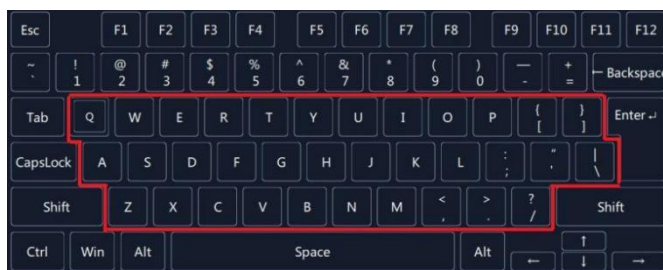 Esc F1 F2 F3 F4 F5 F6 F7 F8 F9 F10 F11 F12
~ ! @ # $ % ^ & * ( ) — +
` 1 2 3 4 5 6 7 8 9 0 - = ← Backspace
Tab Q W E R T Y U I O P { } Enter ↵
[ ]
CapsLock A S D F G H J K L : " |
; ' \
Shift Z X C V B N M < > ? Shift
, . /
Ctrl Win Alt Space Alt ↑
← ↓ →